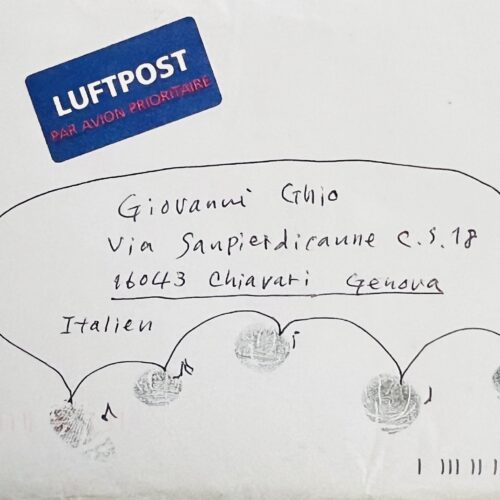 LUFTPOST
PAR AVION PRIORITAIRE
Giovanni Ghio
Via Sanpierdicanne C.S. 18
16043 Chiavari Genova
Italien